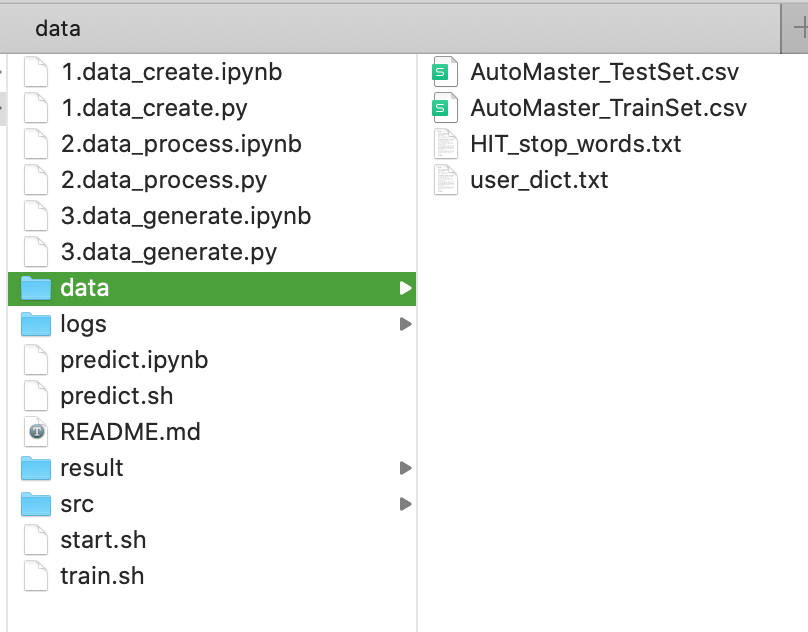 data
1.data_create.ipynb
1.data_create.py
2.data_process.ipynb
2.data_process.py
3.data_generate.ipynb
3.data_generate.py
data
logs
predict.ipynb
predict.sh
README.md
result
src
start.sh
train.sh
AutoMaster_TestSet.csv
AutoMaster_TrainSet.csv
HIT_stop_words.txt
user_dict.txt